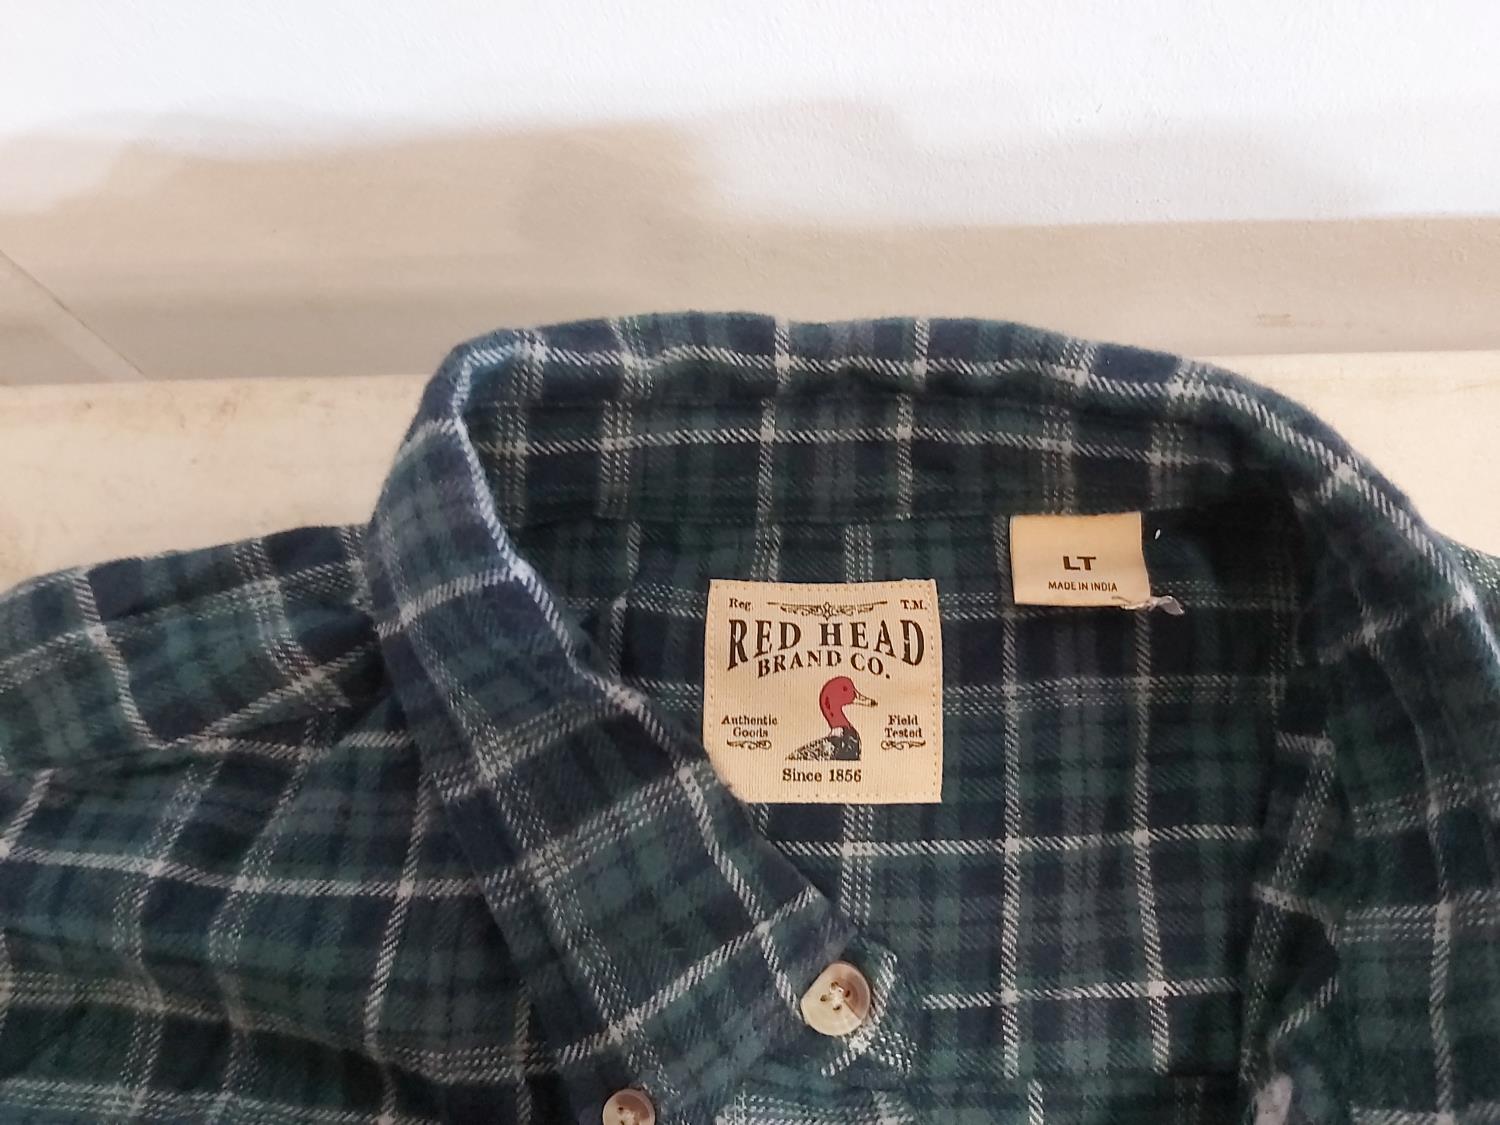 LT
MADE IN INDIA
Reg. T.M.
RED HEAD
BRAND CO.
Authentic
Goods
Field
Tested
Since 1856